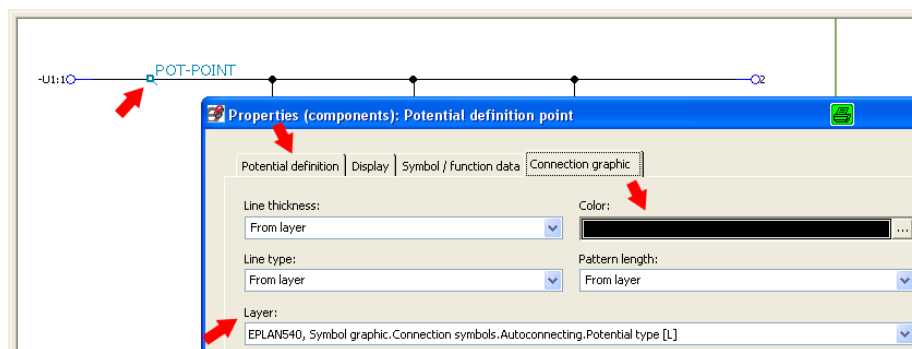 POT-POINT
-U1:1
2
Properties (components): Potential definition point
Potential definition Display Symbol / function data Connection graphic
Line thickness: Color:
From layer ...
Line type: Pattern length:
From layer From layer
Layer:
EPLAN540, Symbol graphic.Connection symbols.Autoconnecting.Potential type [L]